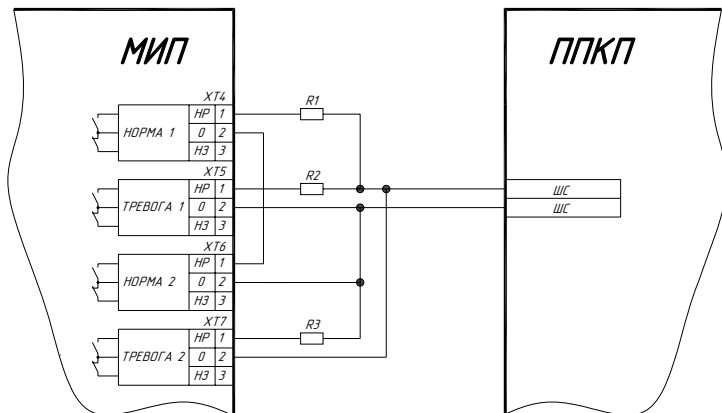 МИП
ППКП
XT4
НОРМА 1
НР 1
0 2
НЗ 3
R1
XT5
ТРЕВОГА 1
НР 1
0 2
НЗ 3
R2
ШС
ШС
XT6
НОРМА 2
НР 1
0 2
НЗ 3
XT7
ТРЕВОГА 2
НР 1
0 2
НЗ 3
R3